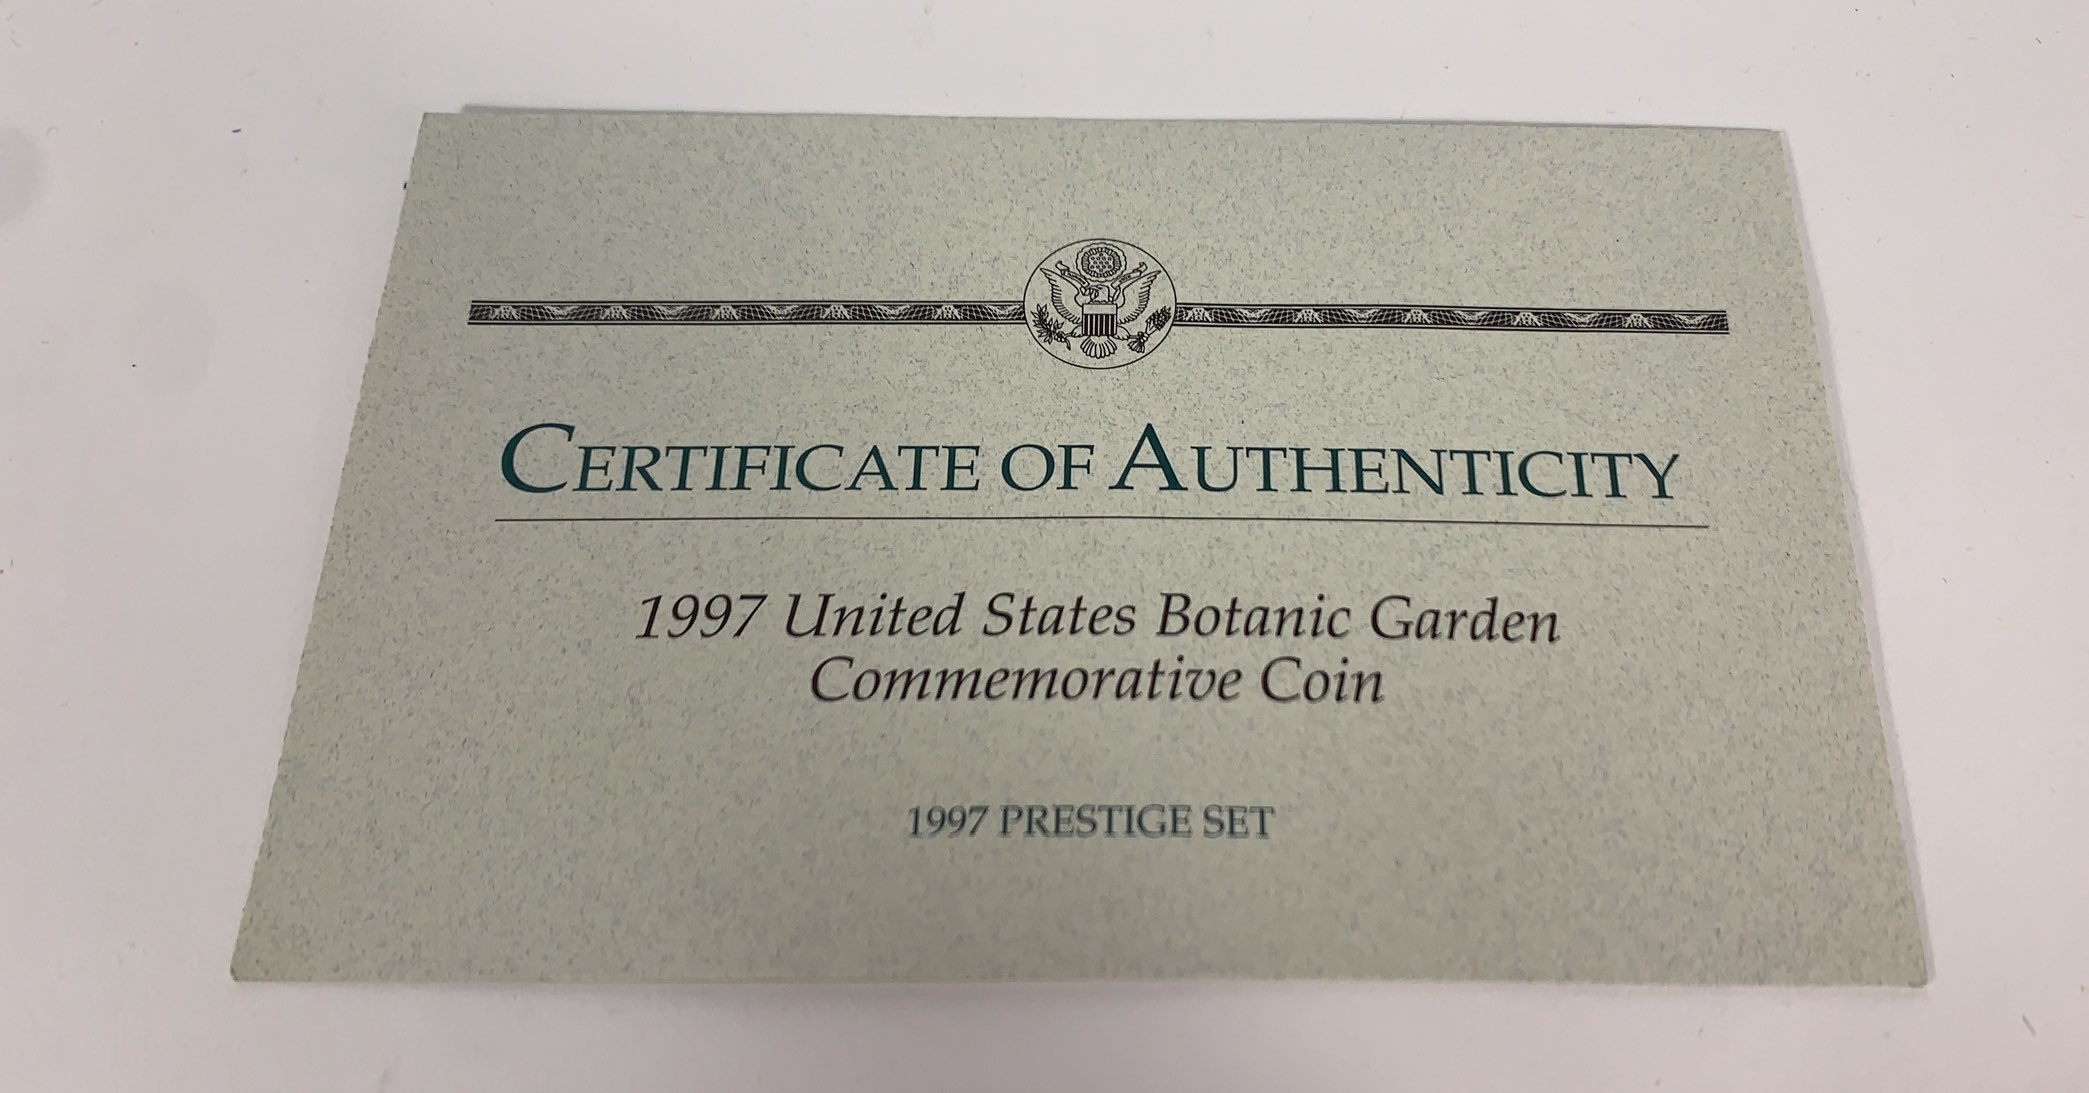 CERTIFICATE OF AUTHENTICITY
1997 United States Botanic Garden
Commemorative Coin
1997 PRESTIGE SET